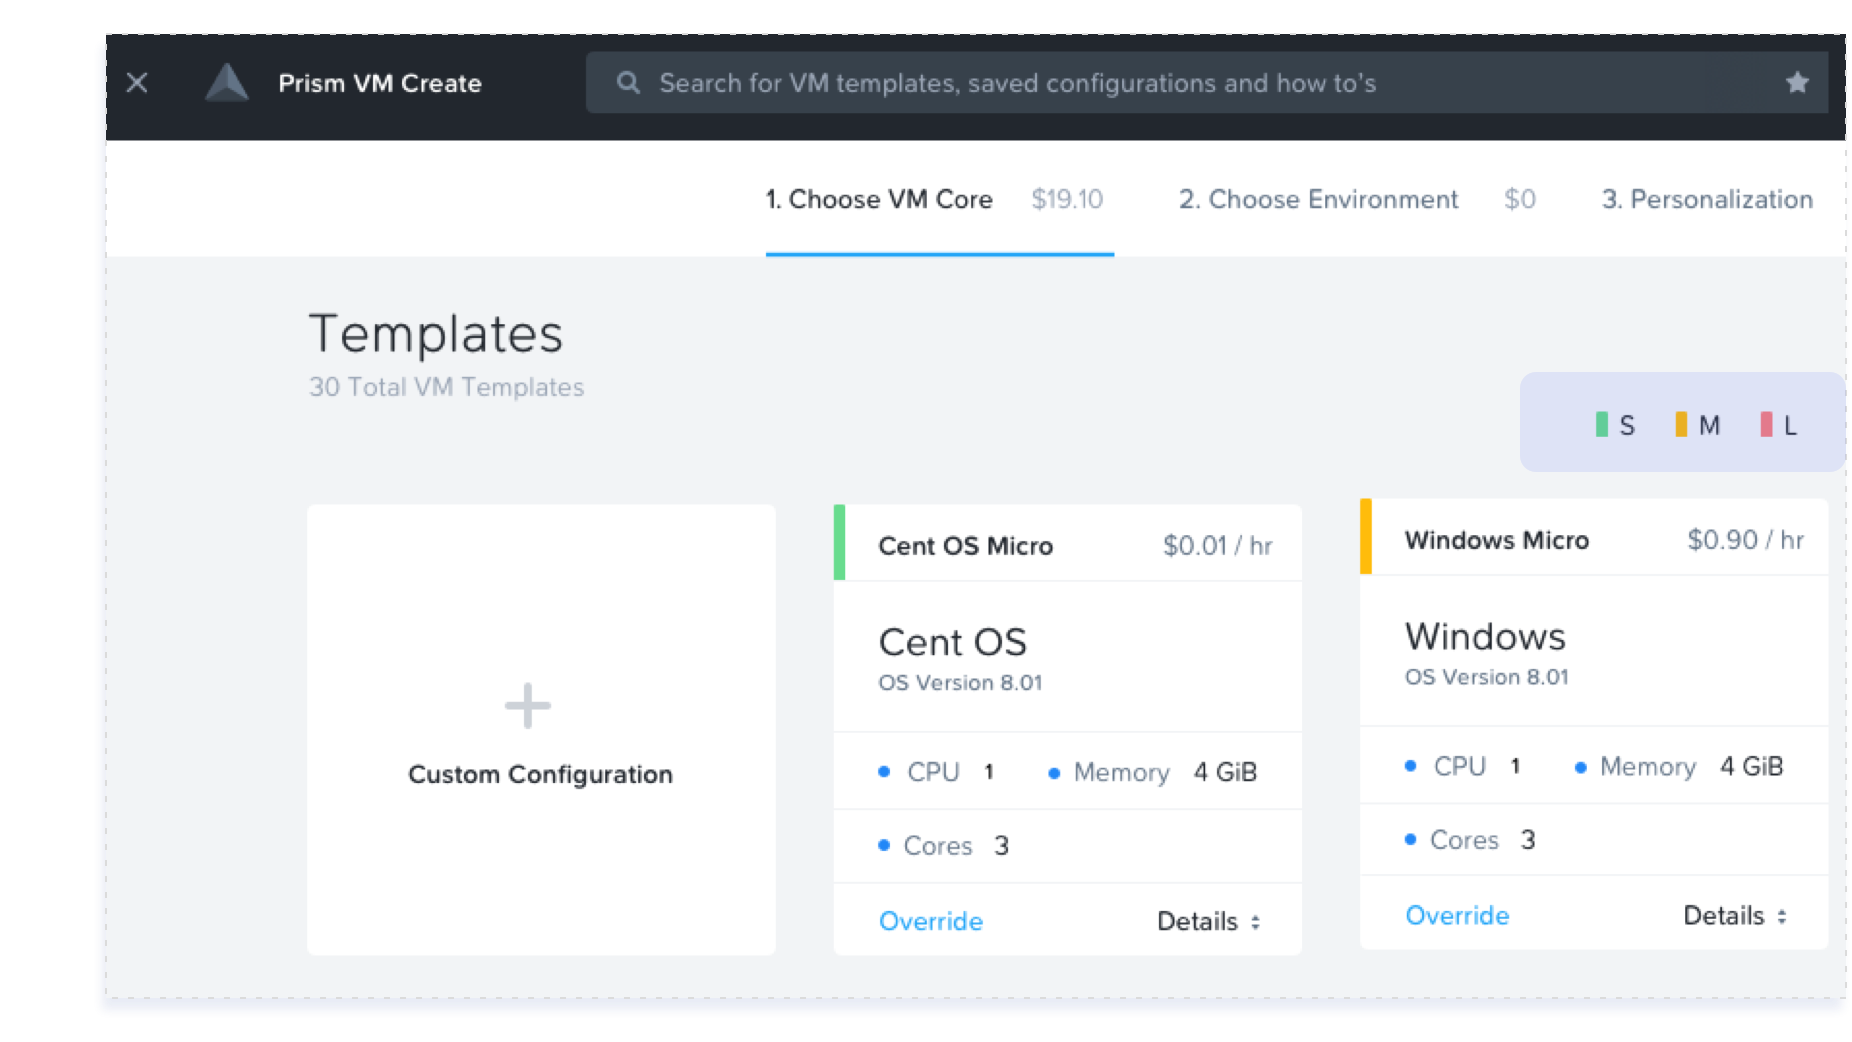 Prism VM Create
Search for VM templates, saved configurations and how to's
1. Choose VM Core $19.10 2. Choose Environment $0 3. Personalization
Templates
30 Total VM Templates
S M L
Custom Configuration
Cent OS Micro $0.01 / hr
Cent OS
OS Version 8.01
CPU 1 Memory 4 GiB
Cores 3
Override Details
Windows Micro $0.90 / hr
Windows
OS Version 8.01
CPU 1 Memory 4 GiB
Cores 3
Override Details